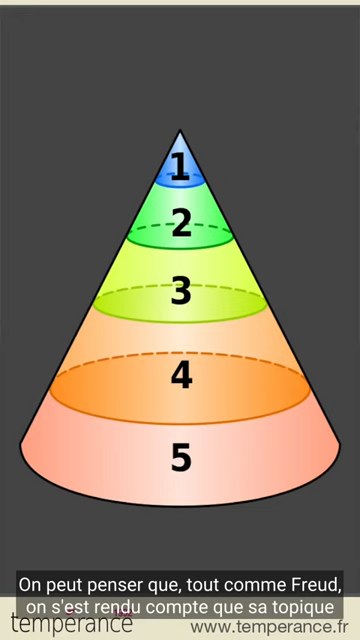 1
2
3
4
5
On peut penser que, tout comme Freud,
on s'est rendu compte que sa topique
temperance
www.temperance.fr